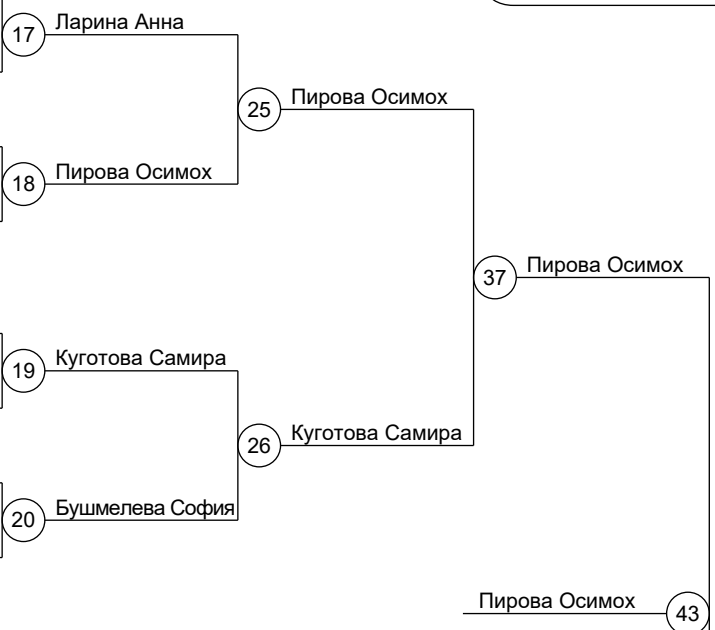 17 Ларина Анна
25 Пирова Осимох
18 Пирова Осимох
37 Пирова Осимох
19 Куготова Самира
26 Куготова Самира
20 Бушмелева София
Пирова Осимох 43